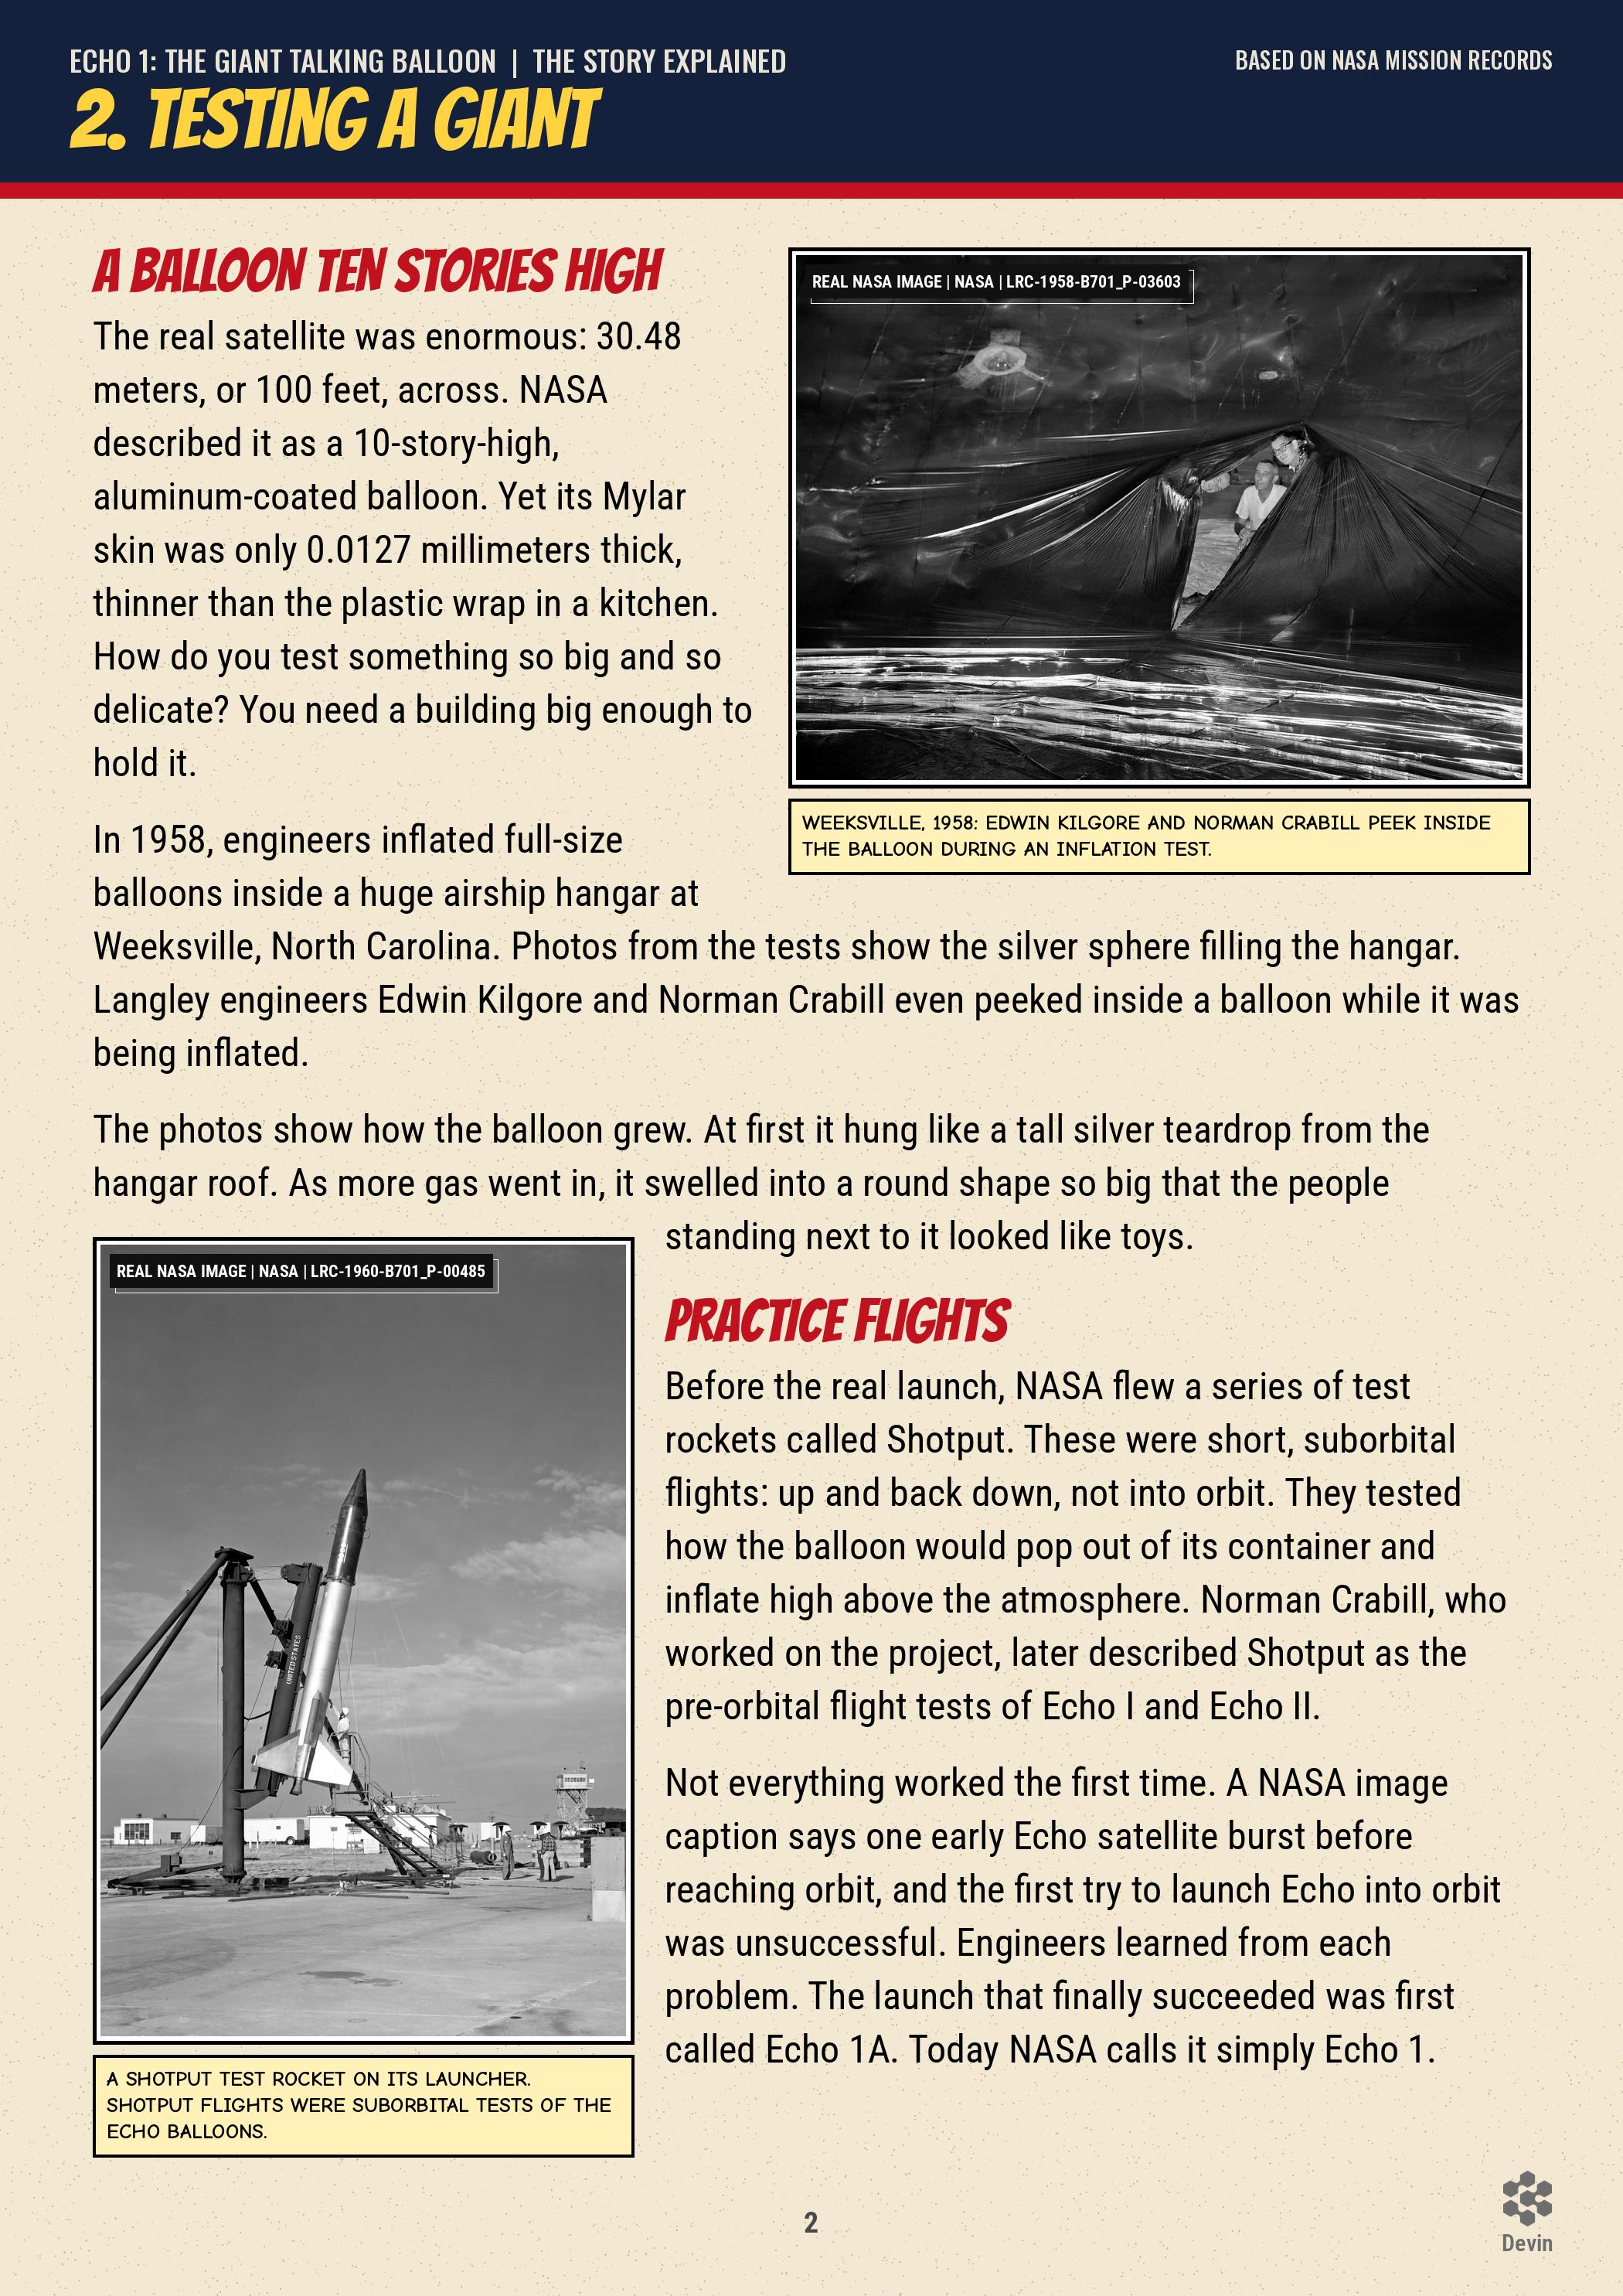 ECHO 1: THE GIANT TALKING BALLOON | THE STORY EXPLAINED
BASED ON NASA MISSION RECORDS
2. TESTING A GIANT
A BALLOON TEN STORIES HIGH
The real satellite was enormous: 30.48
meters, or 100 feet, across. NASA
described it as a 10-story-high,
aluminum-coated balloon. Yet its Mylar
skin was only 0.0127 millimeters thick,
thinner than the plastic wrap in a kitchen.
How do you test something so big and so
delicate? You need a building big enough to
hold it.
REAL NASA IMAGE | NASA | LRC-1958-B701_P-03603
WEEKSVILLE, 1958: EDWIN KILGORE AND NORMAN CRABILL PEEK INSIDE
THE BALLOON DURING AN INFLATION TEST.
In 1958, engineers inflated full-size
balloons inside a huge airship hangar at
Weeksville, North Carolina. Photos from the tests show the silver sphere filling the hangar.
Langley engineers Edwin Kilgore and Norman Crabill even peeked inside a balloon while it was
being inflated.
The photos show how the balloon grew. At first it hung like a tall silver teardrop from the
hangar roof. As more gas went in, it swelled into a round shape so big that the people
standing next to it looked like toys.
REAL NASA IMAGE | NASA | LRC-1960-B701_P-00485
UNITED STATES
A SHOTPUT TEST ROCKET ON ITS LAUNCHER.
SHOTPUT FLIGHTS WERE SUBORBITAL TESTS OF THE
ECHO BALLOONS.
PRACTICE FLIGHTS
Before the real launch, NASA flew a series of test
rockets called Shotput. These were short, suborbital
flights: up and back down, not into orbit. They tested
how the balloon would pop out of its container and
inflate high above the atmosphere. Norman Crabill, who
worked on the project, later described Shotput as the
pre-orbital flight tests of Echo I and Echo II.
Not everything worked the first time. A NASA image
caption says one early Echo satellite burst before
reaching orbit, and the first try to launch Echo into orbit
was unsuccessful. Engineers learned from each
problem. The launch that finally succeeded was first
called Echo 1A. Today NASA calls it simply Echo 1.
2
Devin